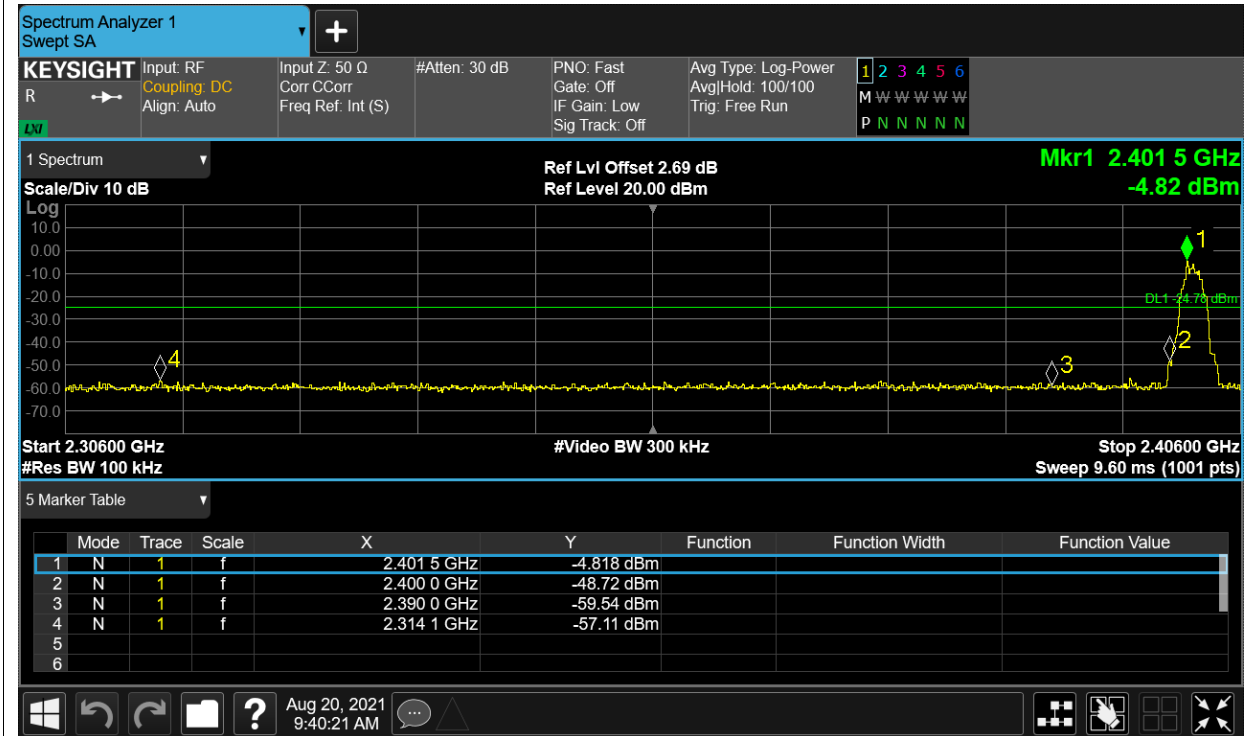 Spectrum Analyzer 1
Swept SA
KEYSIGHT Input: RF Input Z: 50 Ω #Atten: 30 dB PNO: Fast Avg Type: Log-Power 1 2 3 4 5 6
R Coupling: DC Corr CCorr Gate: Off Avg|Hold: 100/100 M W W W W W
Align: Auto Freq Ref: Int (S) IF Gain: Low Trig: Free Run
LXI Sig Track: Off P N N N N N
1 Spectrum Ref Lvl Offset 2.69 dB Mkr1 2.401 5 GHz
Scale/Div 10 dB Ref Level 20.00 dBm -4.82 dBm
Log
10.0
1
0.00
-10.0
-20.0
DL1 -24.78 dBm
-30.0
-40.0
2
-50.0
4
3
-60.0
-70.0
Start 2.30600 GHz #Video BW 300 kHz Stop 2.40600 GHz
#Res BW 100 kHz Sweep 9.60 ms (1001 pts)
5 Marker Table
Mode Trace Scale X Y Function Function Width Function Value
1 N 1 f 2.401 5 GHz -4.818 dBm
2 N 1 f 2.400 0 GHz -48.72 dBm
3 N 1 f 2.390 0 GHz -59.54 dBm
4 N 1 f 2.314 1 GHz -57.11 dBm
5
6
? Aug 20, 2021
9:40:21 AM